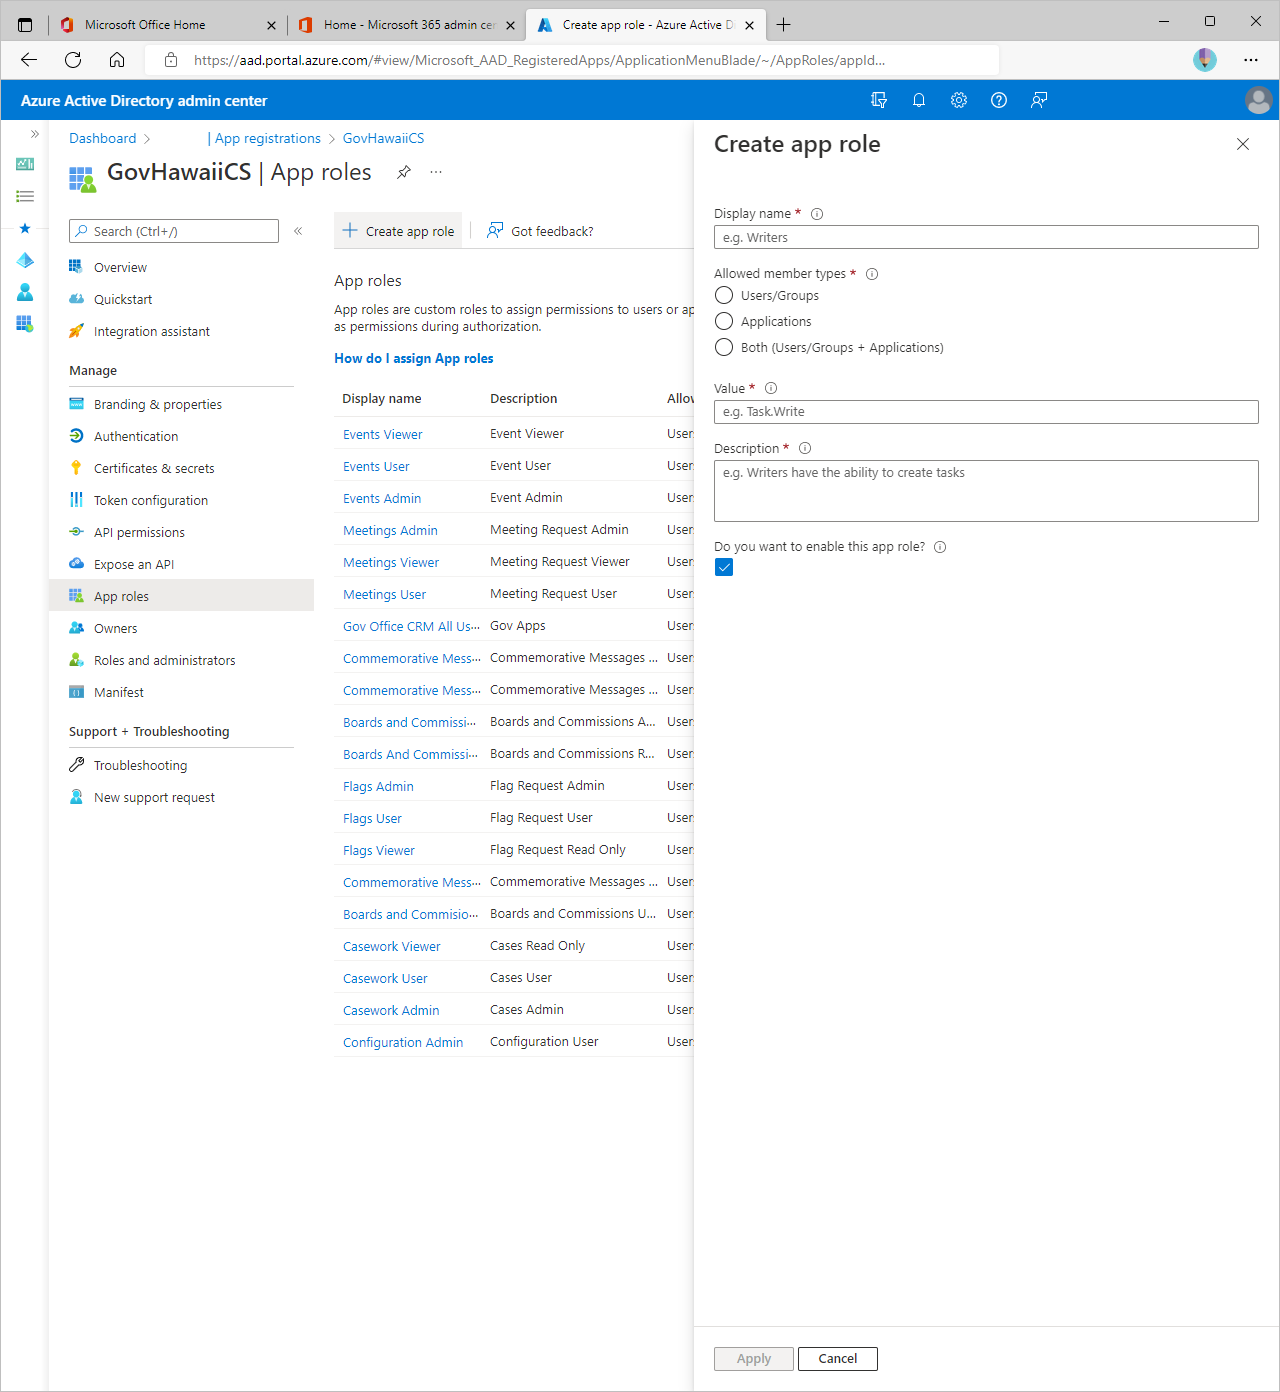 Microsoft Office Home
Home - Microsoft 365 admin cen
Create app role - Azure Active D
https://aad.portal.azure.com/#view/Microsoft_AAD_RegisteredApps/ApplicationMenuBlade/~/AppRoles/appId...
Azure Active Directory admin center
Dashboard > | App registrations > GovHawaiiCS
GovHawaiiCS | App roles
Search (Ctrl+/)
Overview
Quickstart
Integration assistant
Manage
Branding & properties
Authentication
Certificates & secrets
Token configuration
API permissions
Expose an API
App roles
Owners
Roles and administrators
Manifest
Support + Troubleshooting
Troubleshooting
New support request
Create app role
Got feedback?
App roles
App roles are custom roles to assign permissions to users or ap
as permissions during authorization.
How do I assign App roles
Display name Description Allow
Events Viewer Event Viewer User
Events User Event User User
Events Admin Event Admin User
Meetings Admin Meeting Request Admin User
Meetings Viewer Meeting Request Viewer User
Meetings User Meeting Request User User
Gov Office CRM All Us... Gov Apps User
Commemorative Mess... Commemorative Messages ... User
Commemorative Mess... Commemorative Messages ... User
Boards and Commissi... Boards and Commissions A... User
Boards And Commissi... Boards and Commissions R... User
Flags Admin Flag Request Admin User
Flags User Flag Request User User
Flags Viewer Flag Request Read Only User
Commemorative Mess... Commemorative Messages ... User
Boards and Commisio... Boards and Commissions U... User
Casework Viewer Cases Read Only User
Casework User Cases User User
Casework Admin Cases Admin User
Configuration Admin Configuration User User
Create app role
Display name *
e.g. Writers
Allowed member types *
Users/Groups
Applications
Both (Users/Groups + Applications)
Value *
e.g. Task.Write
Description *
e.g. Writers have the ability to create tasks
Do you want to enable this app role?
Apply Cancel